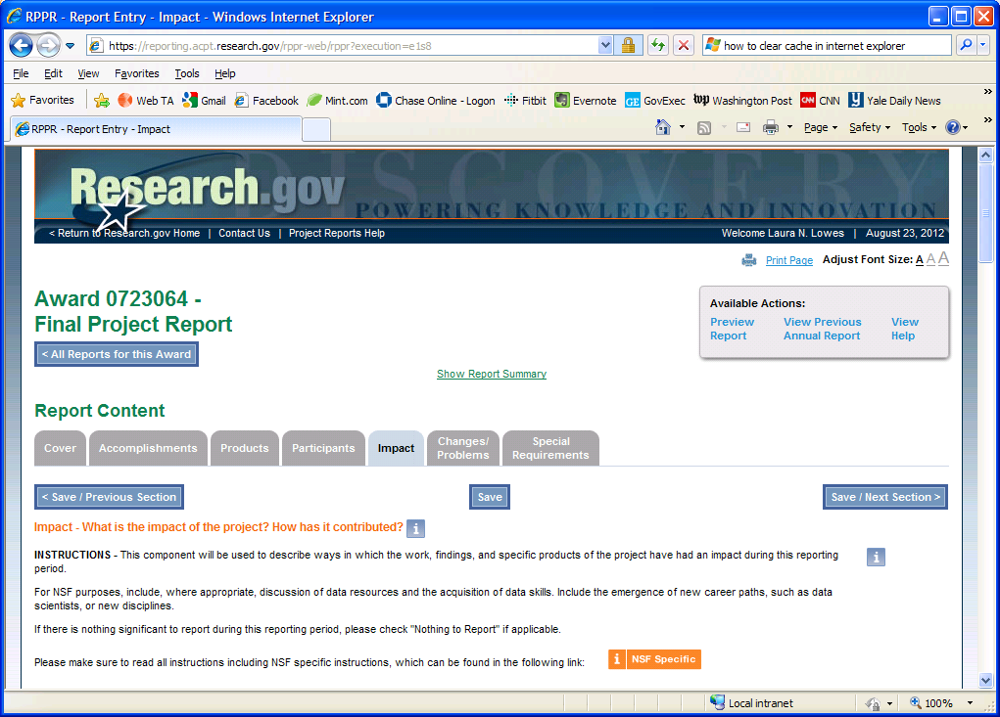 RPPR - Report Entry - Impact - Windows Internet Explorer
https://reporting.acpt.research.gov/rppr-web/rppr?execution=e1s8
how to clear cache in internet explorer
File Edit View Favorites Tools Help
Favorites Web TA Gmail Facebook Mint.com Chase Online - Logon Fitbit Evernote GE GovExec wp Washington Post CNN CNN Y Yale Daily News
RPPR - Report Entry - Impact
Page Safety Tools
DISCOVERY
Research.gov
POWERING KNOWLEDGE AND INNOVATION
< Return to Research.gov Home | Contact Us | Project Reports Help
Welcome Laura N. Lowes | August 23, 2012
Print Page Adjust Font Size: A A A
Award 0723064 -
Final Project Report
< All Reports for this Award
Available Actions:
Preview Report
View Previous Annual Report
View Help
Show Report Summary
Report Content
Cover Accomplishments Products Participants Impact Changes/ Problems Special Requirements
< Save / Previous Section Save Save / Next Section >
Impact - What is the impact of the project? How has it contributed? i
INSTRUCTIONS - This component will be used to describe ways in which the work, findings, and specific products of the project have had an impact during this reporting i
period.
For NSF purposes, include, where appropriate, discussion of data resources and the acquisition of data skills. Include the emergence of new career paths, such as data
scientists, or new disciplines.
If there is nothing significant to report during this reporting period, please check "Nothing to Report" if applicable.
Please make sure to read all instructions including NSF specific instructions, which can be found in the following link: i NSF Specific
Local intranet 100%